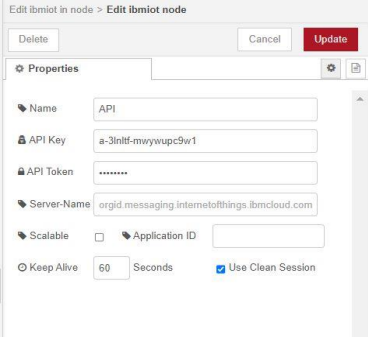 Edit ibmiot in node > Edit ibmiot node
Delete Cancel Update
Properties
Name API
API Key a-3lnltf-mwywupc9w1
API Token ••••••••
Server-Name orgid.messaging.internetofthings.ibmcloud.com
Scalable Application ID
Keep Alive 60 Seconds Use Clean Session